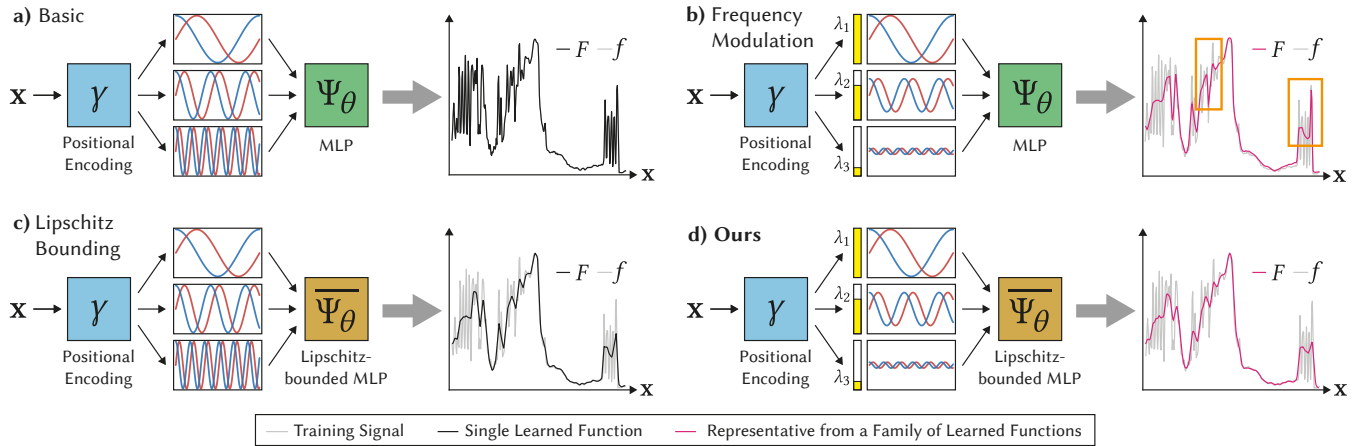 a) Basic
x
γ
Positional
Encoding
Ψθ
MLP
F f
x
b) Frequency
Modulation
x
γ
Positional
Encoding
λ1
λ2
λ3
Ψθ
MLP
F f
x
c) Lipschitz
Bounding
x
γ
Positional
Encoding
Ψθ
Lipschitz-
bounded MLP
F f
x
d) Ours
x
γ
Positional
Encoding
λ1
λ2
λ3
Ψθ
Lipschitz-
bounded MLP
F f
x
Training Signal Single Learned Function Representative from a Family of Learned Functions